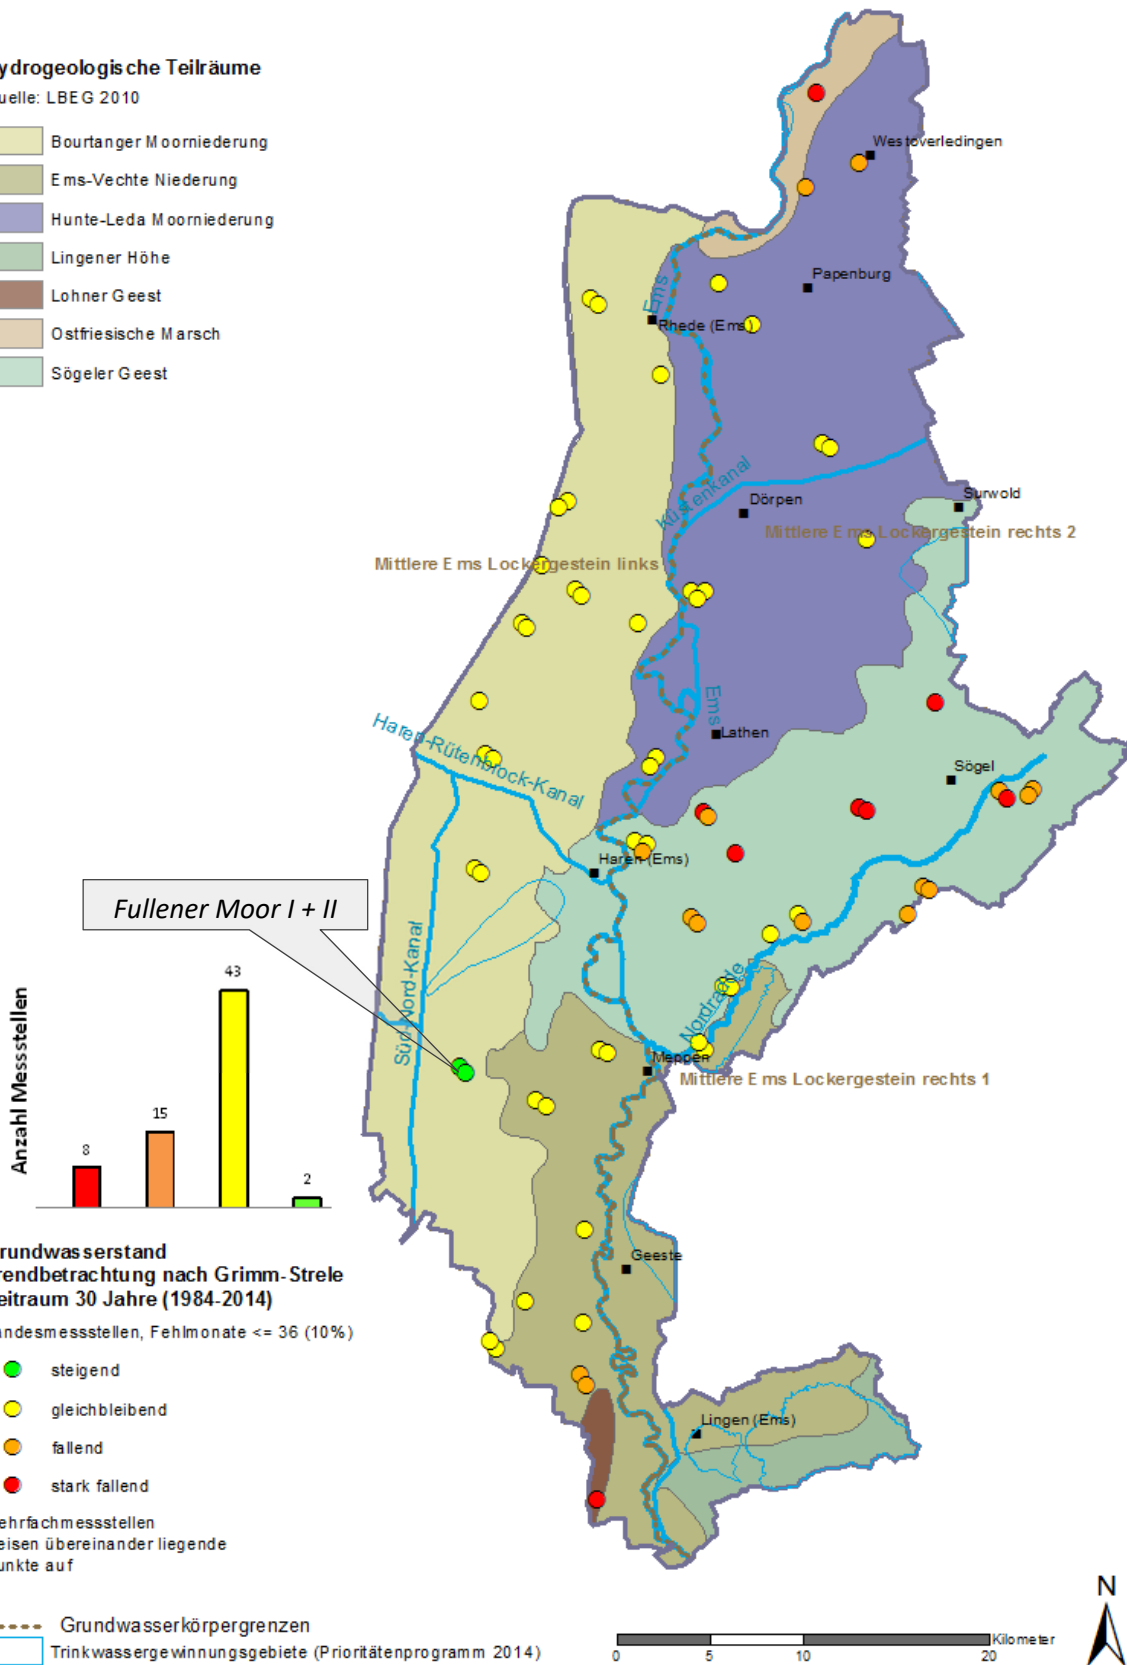 ydrogeologische Teilräume
uelle: LBEG 2010
Bourtanger Moorniederung
Ems-Vechte Niederung
Hunte-Leda Moorniederung
Lingener Höhe
Lohner Geest
Ostfriesische Marsch
Sögeler Geest
Westoverledingen
Papenburg
Ems
Rhede (Ems)
Küstenkanal
Dörpen
Surwold
Mittlere Ems Lockergestein rechts 2
Mittlere Ems Lockergestein links
Ems
Lathen
Haren-Rütenbrock-Kanal
Sögel
Haren (Ems)
Fullener Moor I + II
Süd-Nord-Kanal
Nordradde
Meppen
Mittlere Ems Lockergestein rechts 1
Geeste
Lingen (Ems)
Anzahl Messstellen
8
15
43
2
rundwasserstand
rendbetrachtung nach Grimm-Strele
eitraum 30 Jahre (1984-2014)
andesmessstellen, Fehlmonate <= 36 (10%)
steigend
gleichbleibend
fallend
stark fallend
ehrfachmessstellen
eisen übereinander liegende
unkte auf
Grundwasserkörpergrenzen
Trinkwassergewinnungsgebiete (Prioritätenprogramm 2014)
N
Kilometer
0 5 10 20